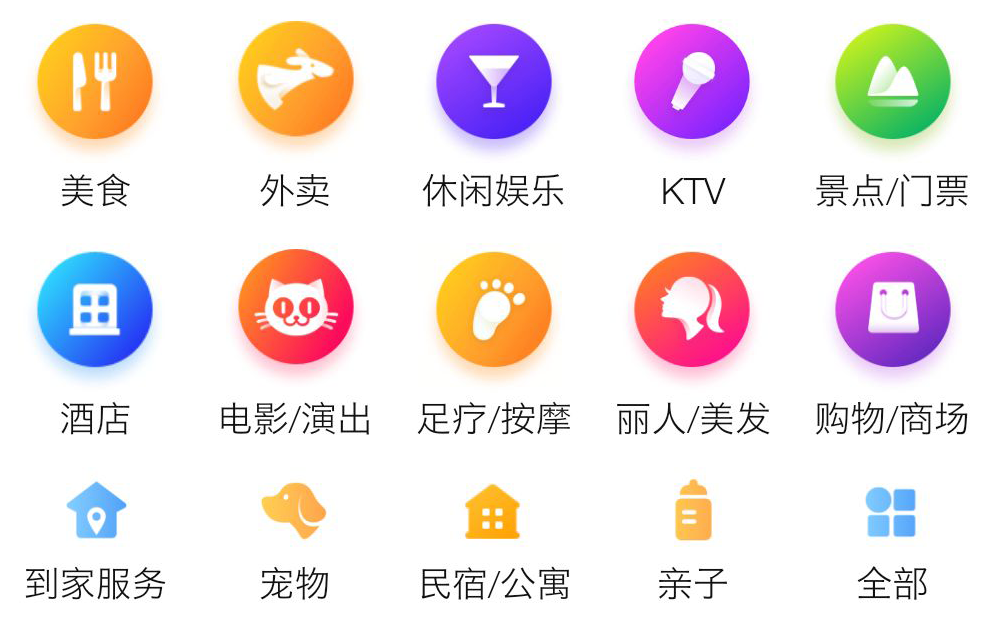 美食 外卖 休闲娱乐 KTV 景点/门票
酒店 电影/演出 足疗/按摩 丽人/美发 购物/商场
到家服务 宠物 民宿/公寓 亲子 全部